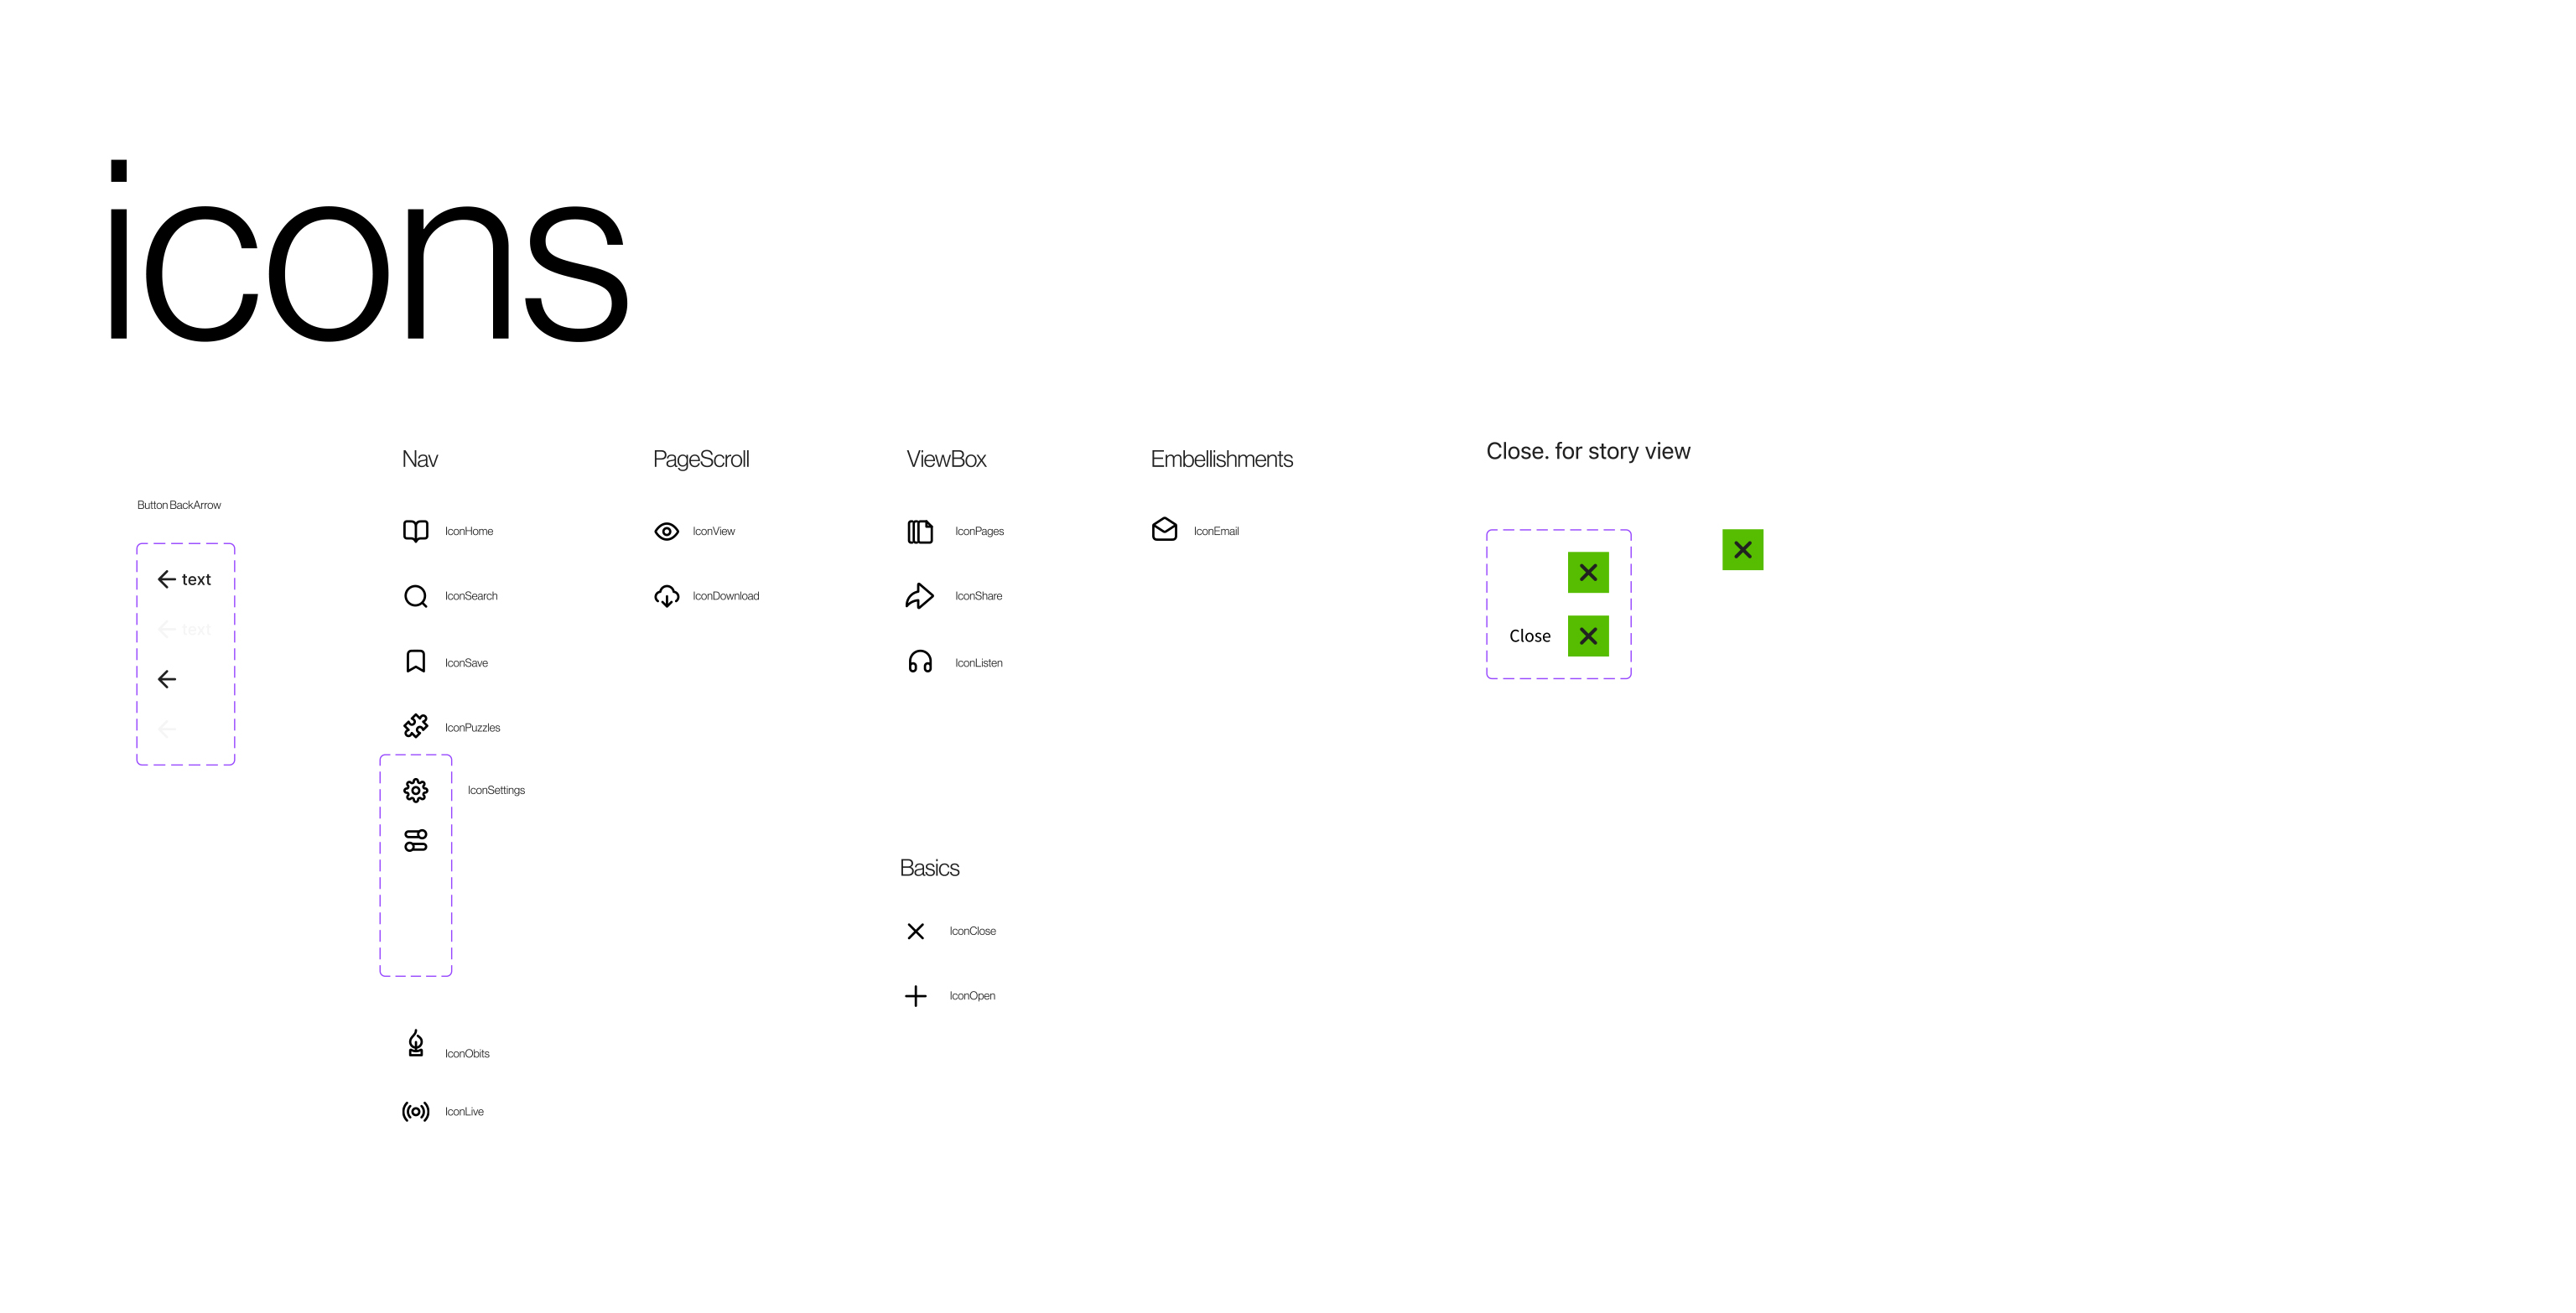 icons
Button BackArrow
text
text
Nav
IconHome
IconSearch
IconSave
IconPuzzles
IconSettings
IconObits
IconLive
PageScroll
IconView
IconDownload
ViewBox
IconPages
IconShare
IconListen
Basics
IconClose
IconOpen
Embellishments
IconEmail
Close. for story view
Close